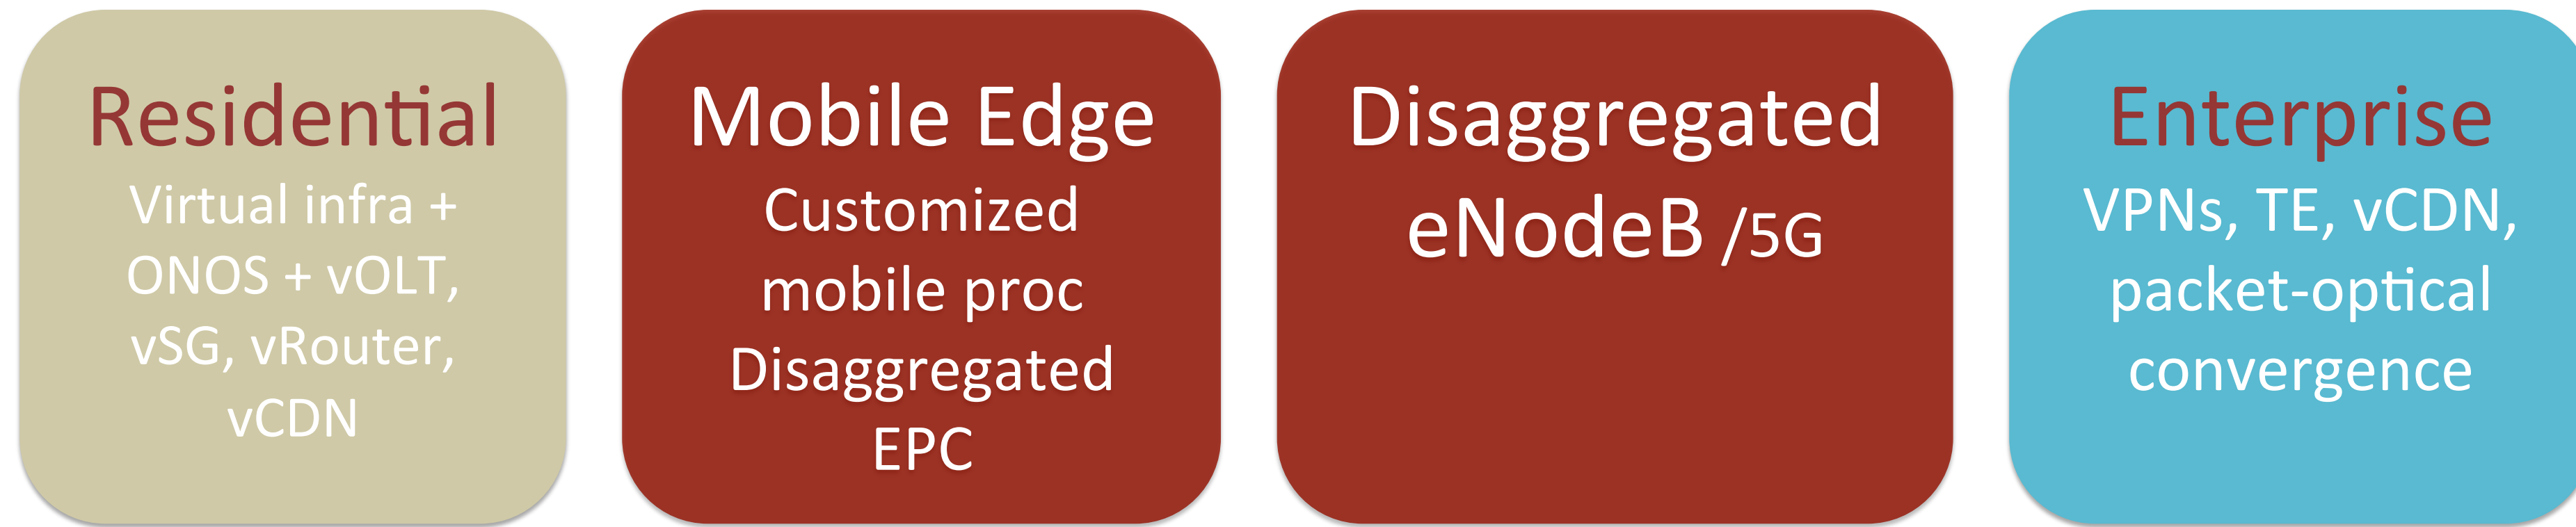 Residential
Virtual infra +
ONOS + vOLT,
vSG, vRouter,
vCDN
Mobile Edge
Customized
mobile proc
Disaggregated
EPC
Disaggregated
eNodeB /5G
Enterprise
VPNs, TE, vCDN,
packet-optical
convergence